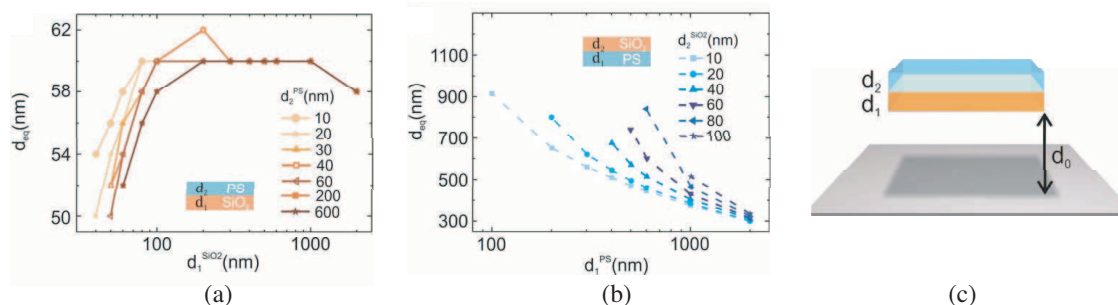 62
58
54
50
d_eq(nm)
100
1000
d_1^SiO2(nm)
d_2^PS(nm)
10
20
30
40
60
200
600
d_2 PS
d_1 SiO_2
(a)
1100
900
700
500
300
d_eq(nm)
100
1000
d_1^PS(nm)
d_2 SiO_2
d_1 PS
d_2^SiO2(nm)
10
20
40
60
80
100
(b)
d_2
d_1
d_0
(c)